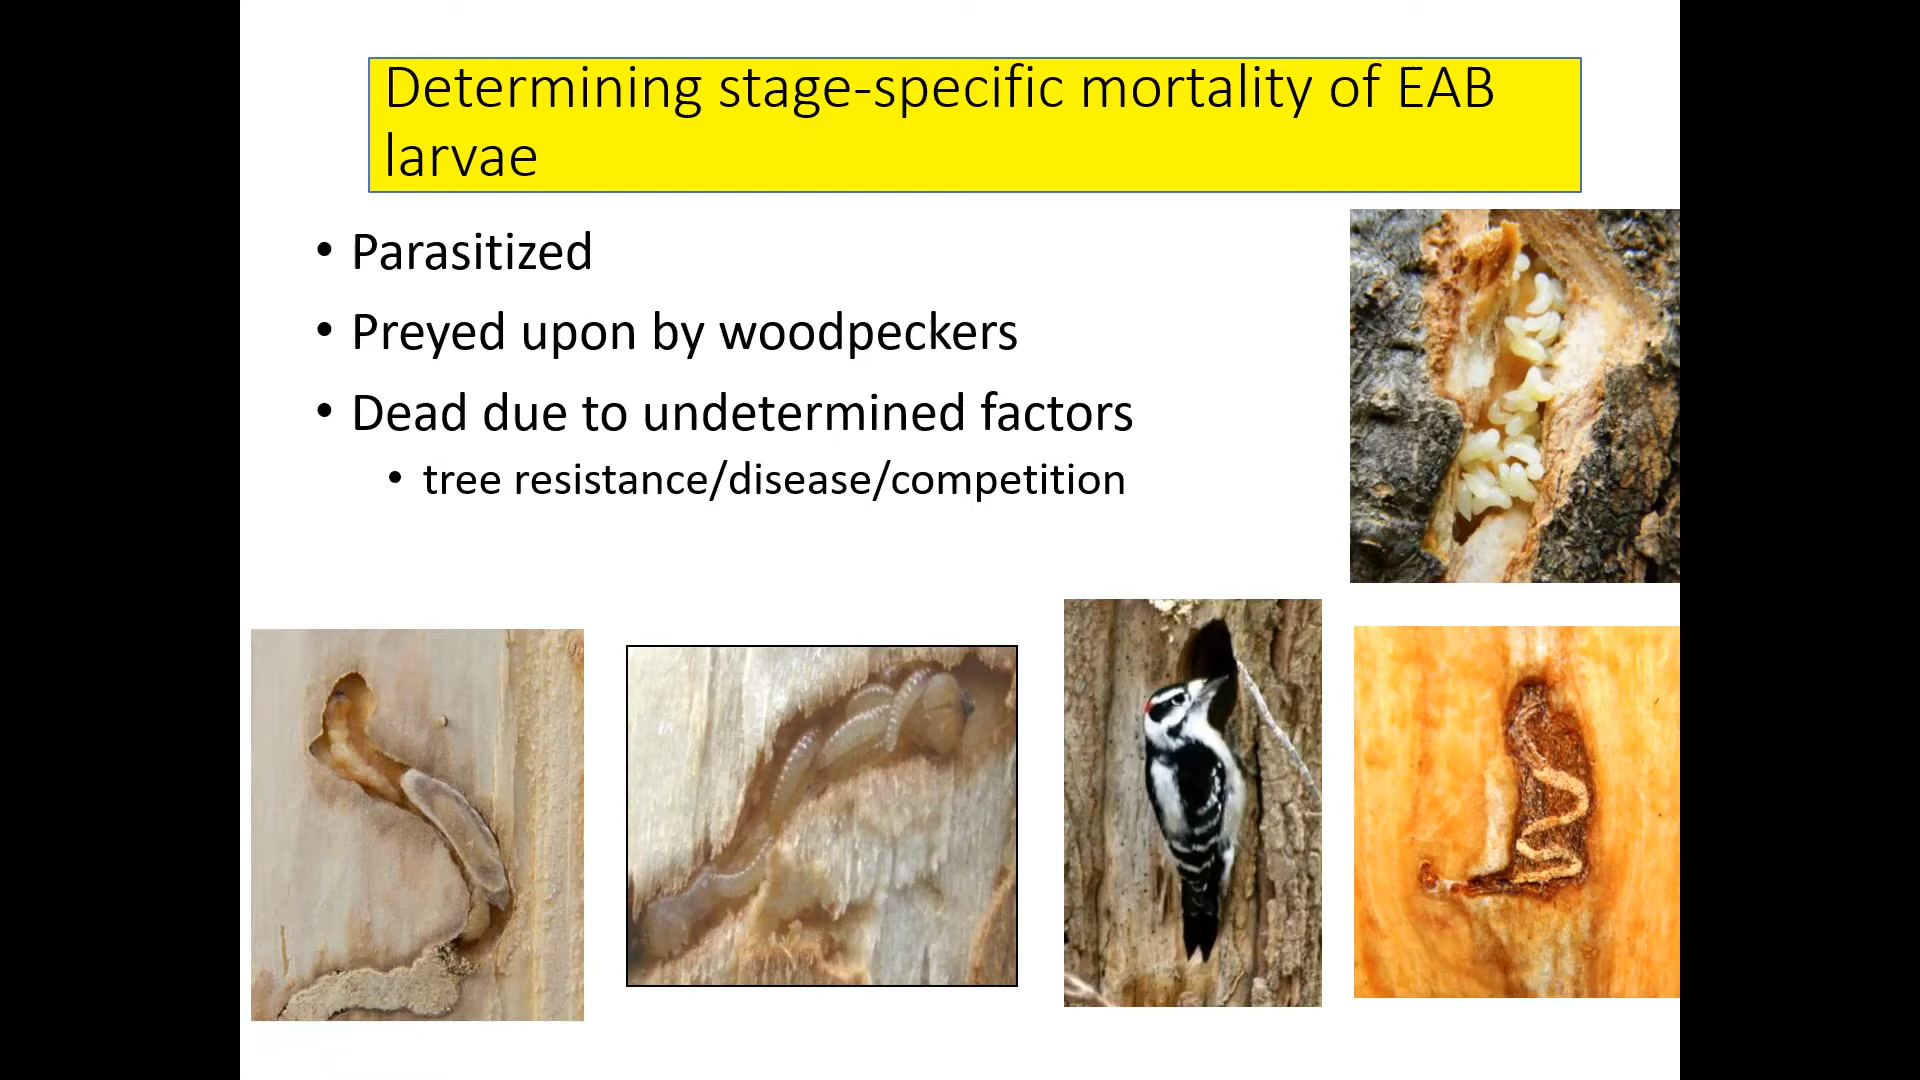 Determining stage-specific mortality of EAB
larvae
• Parasitized
• Preyed upon by woodpeckers
• Dead due to undetermined factors
• tree resistance/disease/competition